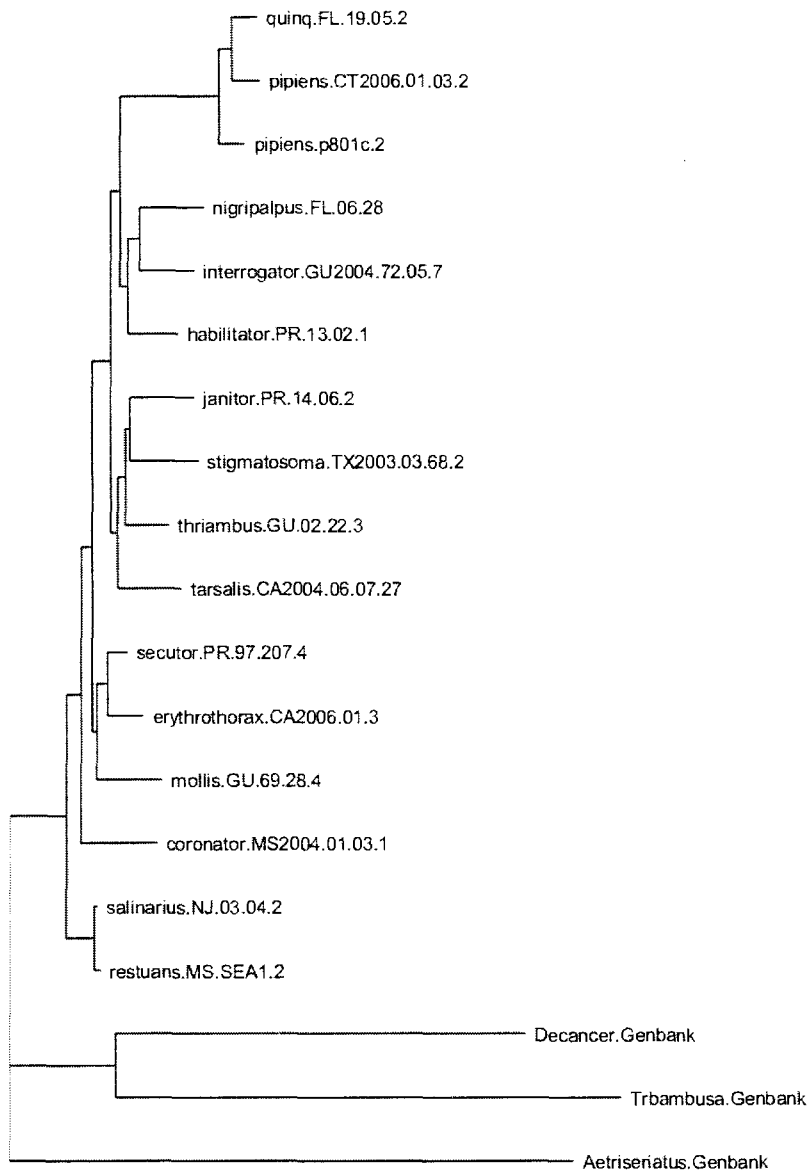 quinq.FL.19.05.2
pipiens.CT2006.01.03.2
pipiens.p801c.2
nigripalpus.FL.06.28
interrogator.GU2004.72.05.7
habilitator.PR.13.02.1
janitor.PR.14.06.2
stigmatosoma.TX2003.03.68.2
thriambus.GU.02.22.3
tarsalis.CA2004.06.07.27
secutor.PR.97.207.4
erythrothorax.CA2006.01.3
mollis.GU.69.28.4
coronator.MS2004.01.03.1
salinarius.NJ.03.04.2
restuans.MS.SEA1.2
Decancer.Genbank
Trbambusa.Genbank
Aetriseriatus.Genbank